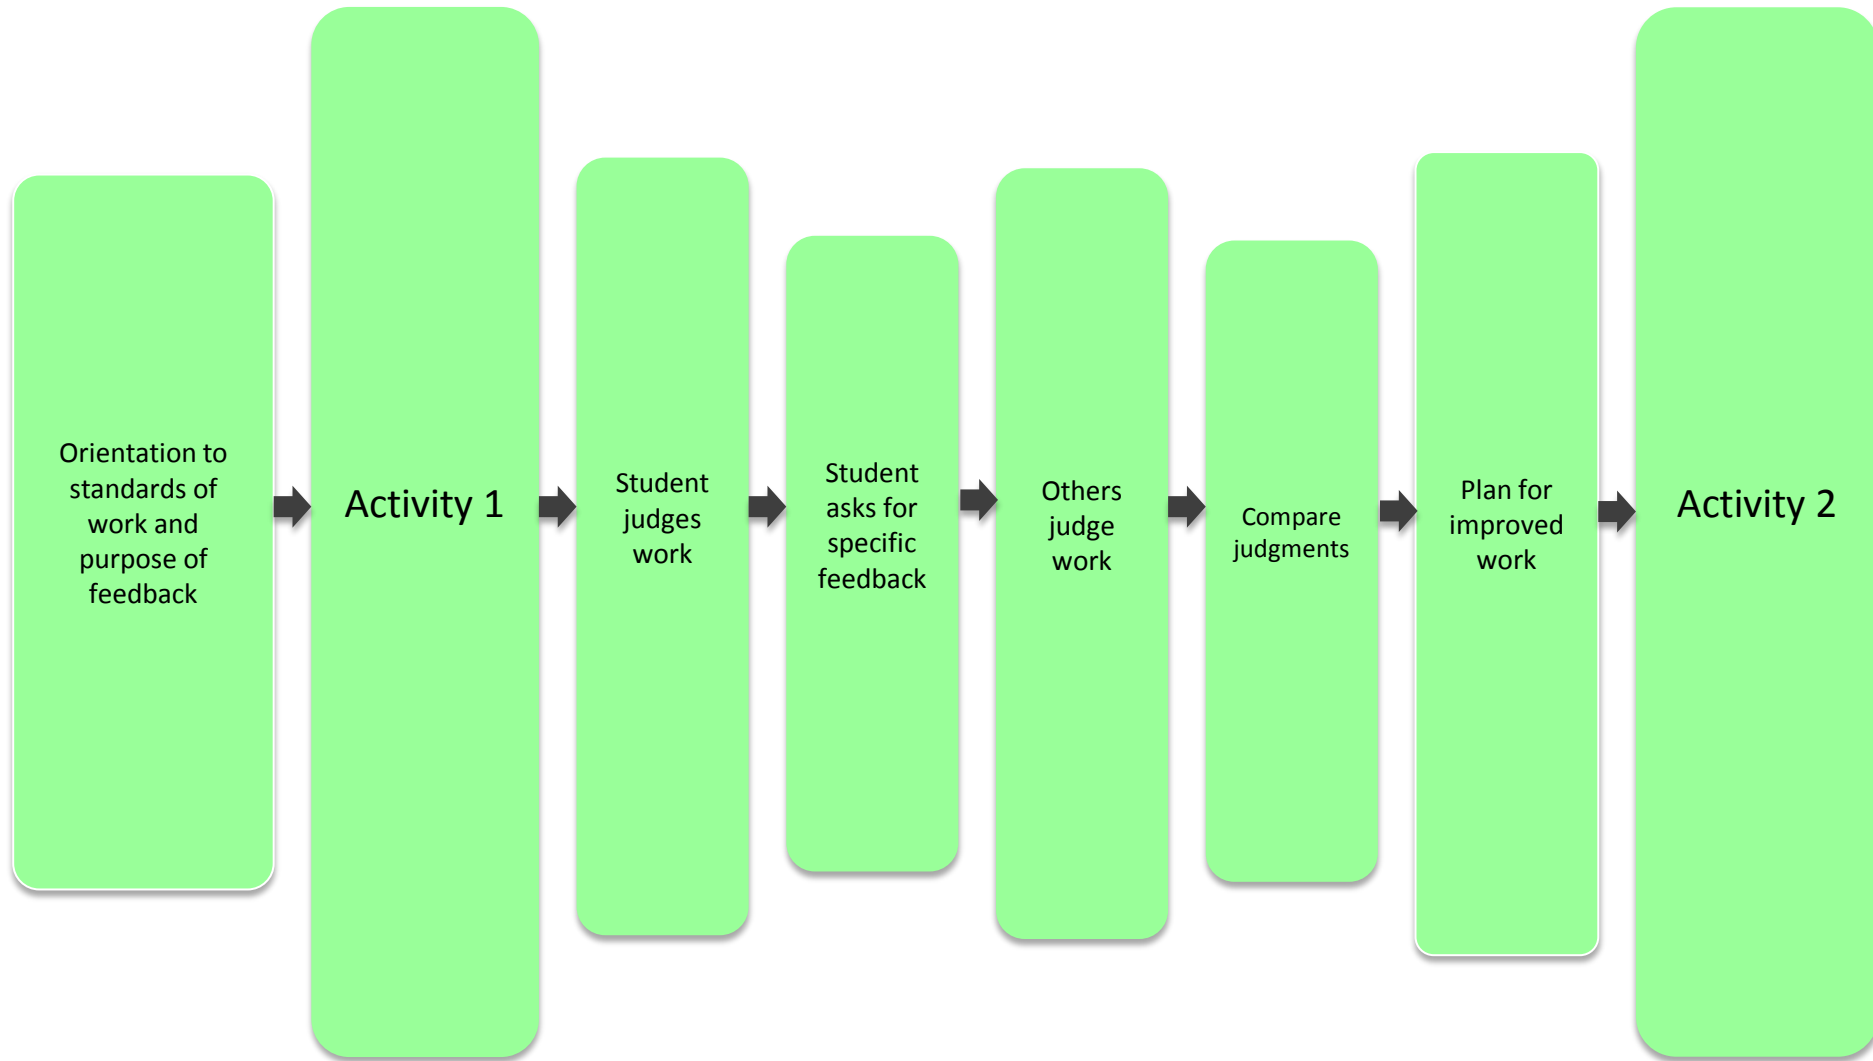 Orientation to
standards of
work and
purpose of
feedback
Activity 1
Student
judges
work
Student
asks for
specific
feedback
Others
judge
work
Compare
judgments
Plan for
improved
work
Activity 2